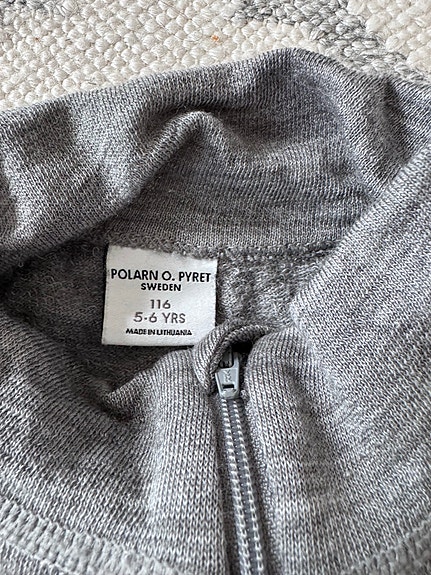 POLARN O. PYRET
SWEDEN
116
5-6 YRS
MADE IN LITHUANIA